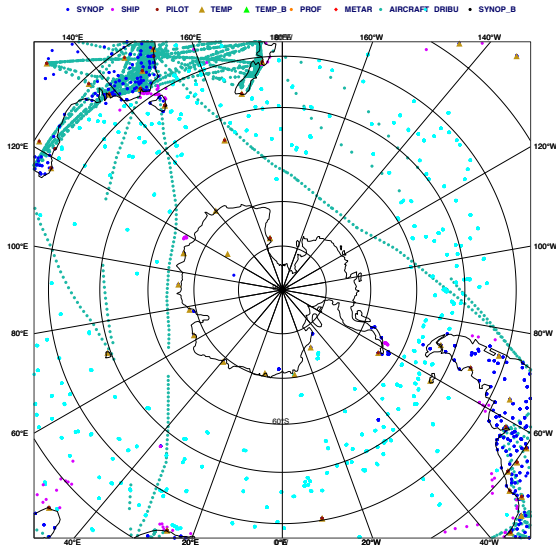 SYNOP SHIP PILOT TEMP TEMP_B PROF METAR AIRCRAFT DRIBU SYNOP_B
140°E 160°E 180°E 160°W 140°W
120°E 120°W
100°E 100°W
80°E 80°W
60°S
60°E 60°W
40°E 20°E 0°E 20°W 40°W